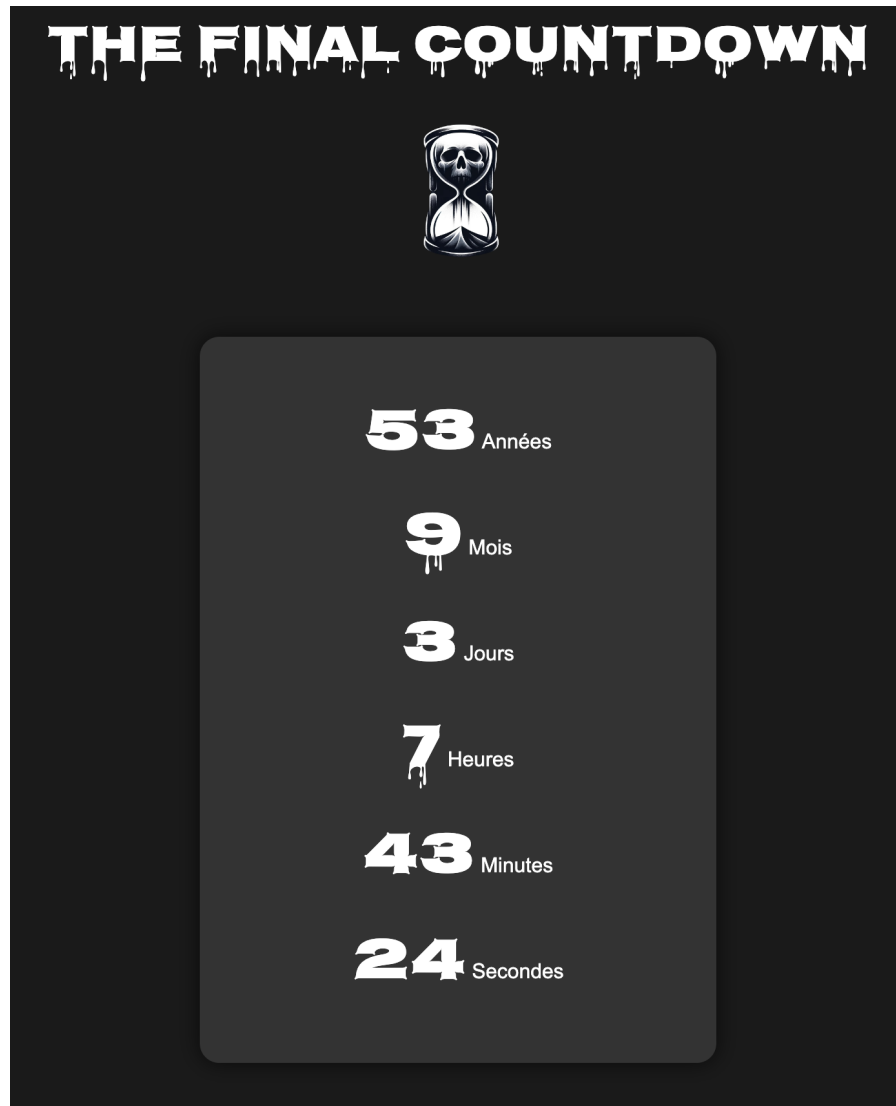 THE FINAL COUNTDOWN
53 Années
9 Mois
3 Jours
7 Heures
43 Minutes
24 Secondes